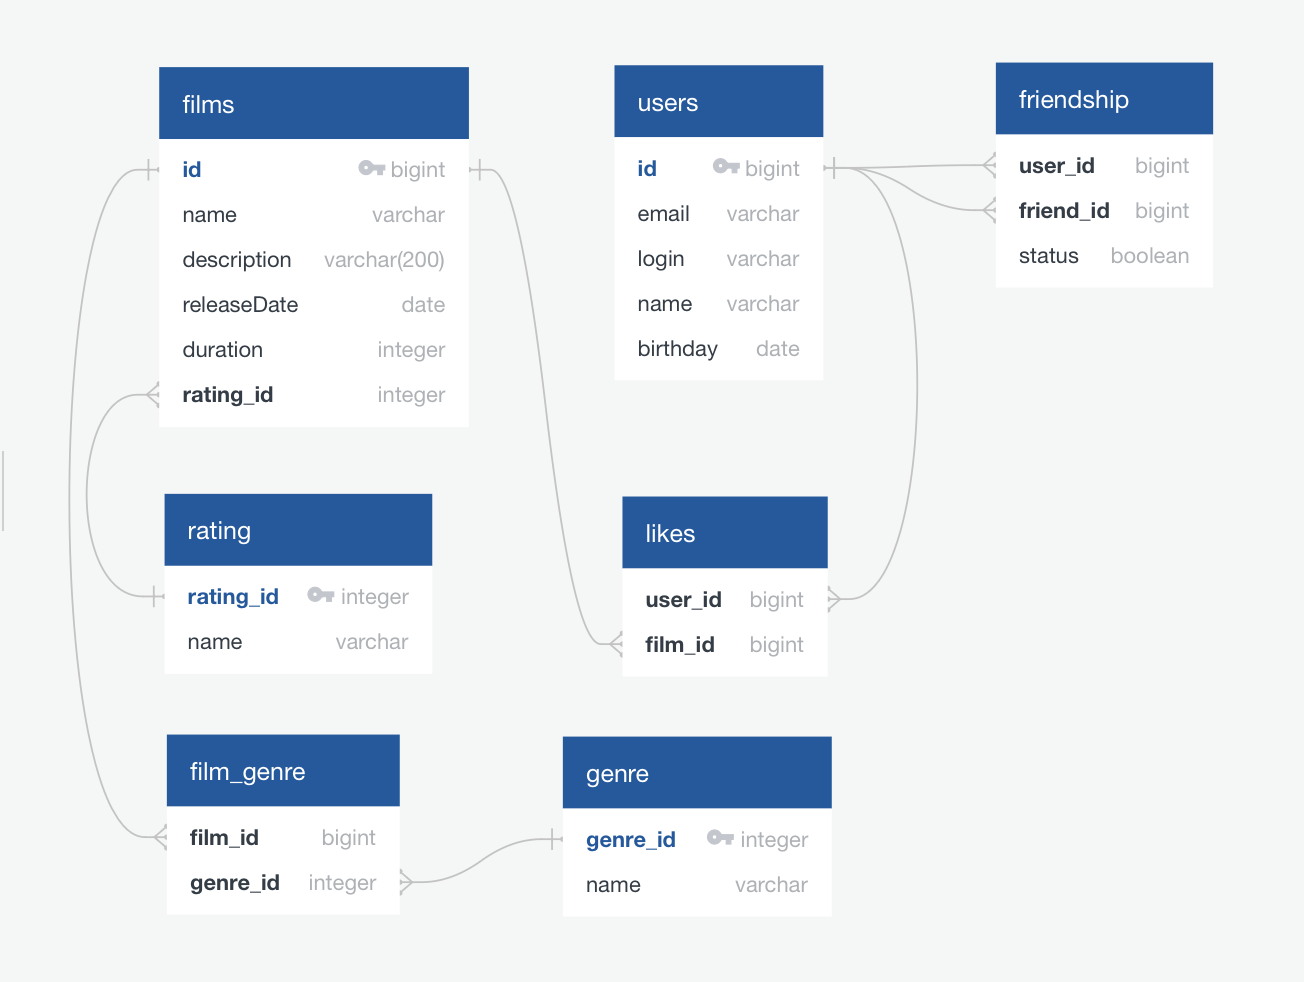 films
id bigint
name varchar
description varchar(200)
releaseDate date
duration integer
rating_id integer
users
id bigint
email varchar
login varchar
name varchar
birthday date
friendship
user_id bigint
friend_id bigint
status boolean
rating
rating_id integer
name varchar
likes
user_id bigint
film_id bigint
film_genre
film_id bigint
genre_id integer
genre
genre_id integer
name varchar